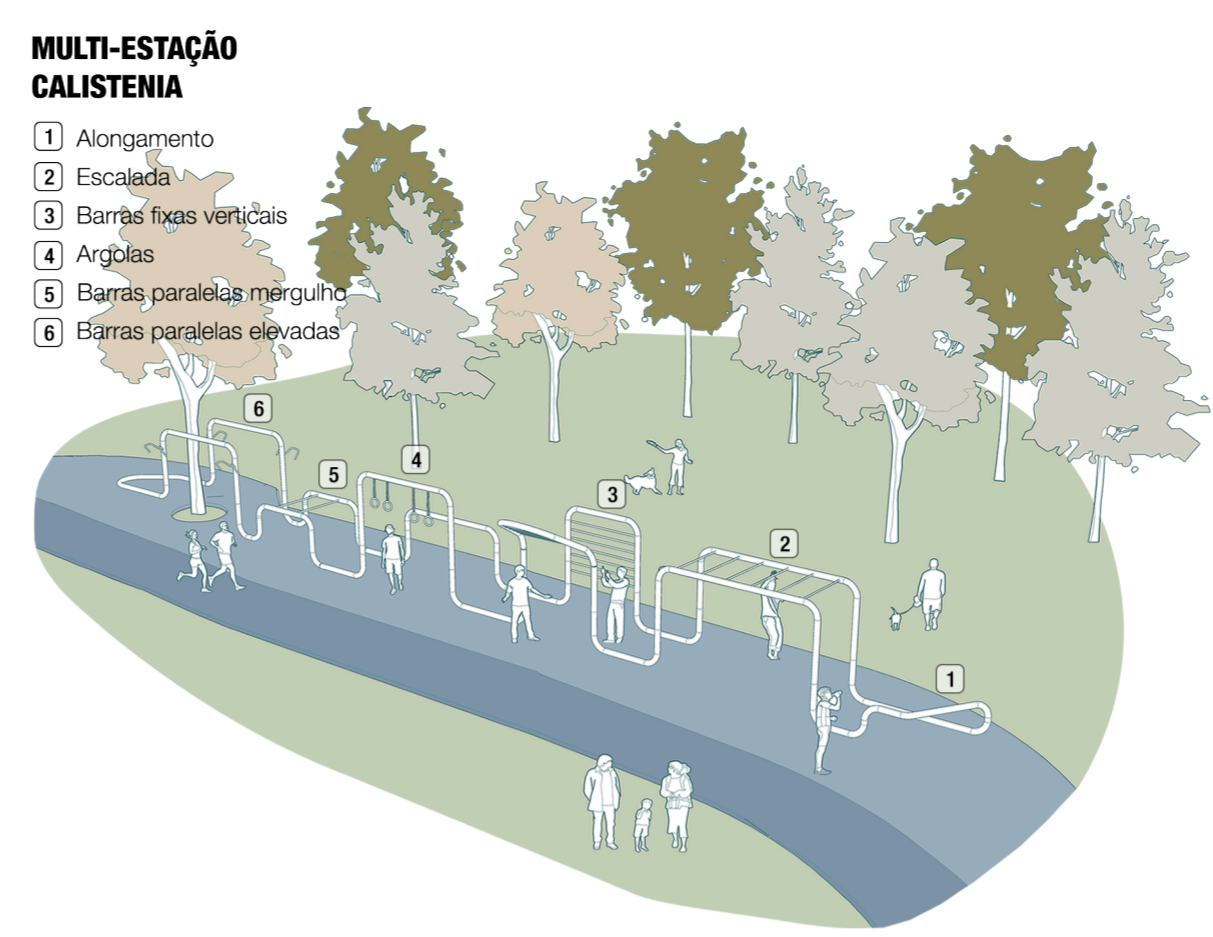 MULTI-ESTAÇÃO
CALISTENIA
1 Alongamento
2 Escalada
3 Barras fixas verticais
4 Argolas
5 Barras paralelas mergulho
6 Barras paralelas elevadas
6
5
4
3
2
1